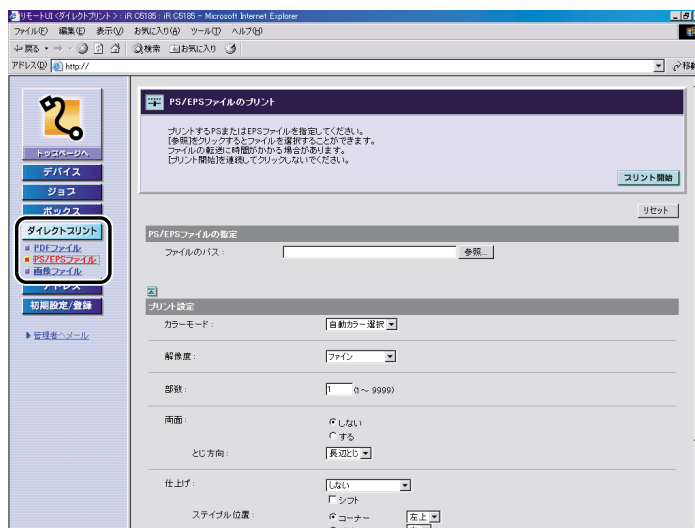 リモートUI <ダイレクトプリント> : iR C5185 : iR C5185 - Microsoft Internet Explorer
ファイル(F) 編集(E) 表示(V) お気に入り(A) ツール(T) ヘルプ(H)
戻る 検索 お気に入り
アドレス(D) http:// 移動
PS/EPSファイルのプリント
プリントするPSまたはEPSファイルを指定してください。
[参照]をクリックするとファイルを選択することができます。
ファイルの転送に時間がかかる場合があります。
[プリント開始]を連続してクリックしないでください。
プリント開始
トップページへ
デバイス
ジョブ
ボックス
ダイレクトプリント
PDFファイル
PS/EPSファイル
画像ファイル
アドレス
初期設定/登録
管理者へメール
リセット
PS/EPSファイルの指定
ファイルのパス : 参照...
プリント設定
カラーモード : 自動カラー選択
解像度 : ファイン
部数 : 1 (1～9999)
両面 : しない
する
とじ方向 : 長辺とじ
仕上げ : しない
シフト
ステイプル位置 : コーナー 左上